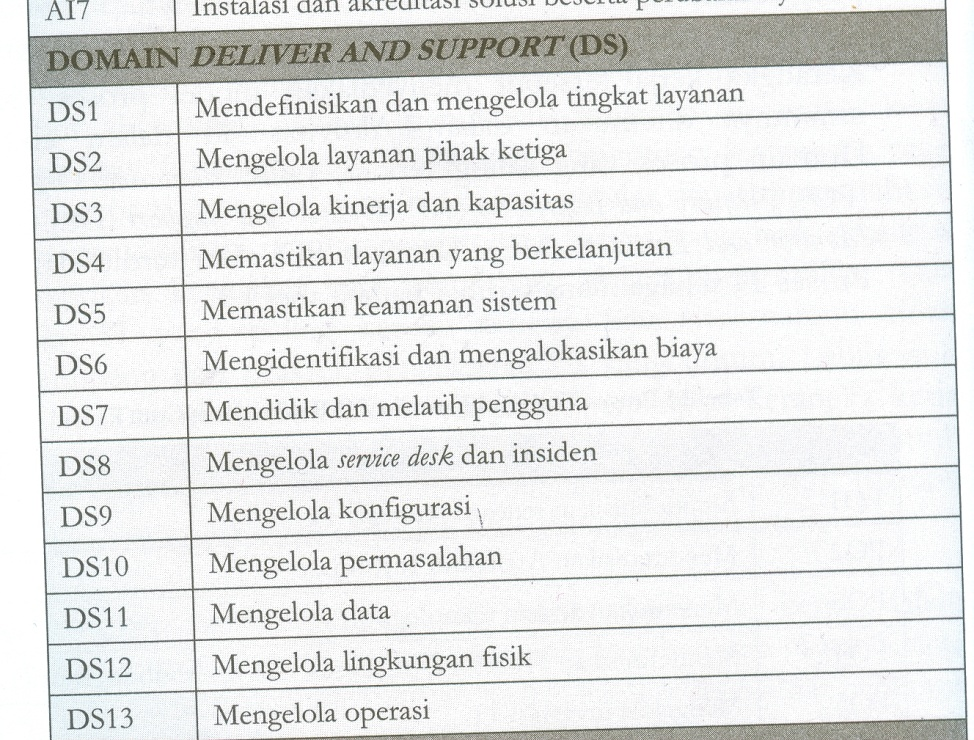 AI7 Instalasi dan akreditasi solusi beserta
DOMAIN DELIVER AND SUPPORT (DS)
DS1 Mendefinisikan dan mengelola tingkat layanan
DS2 Mengelola layanan pihak ketiga
DS3 Mengelola kinerja dan kapasitas
DS4 Memastikan layanan yang berkelanjutan
DS5 Memastikan keamanan sistem
DS6 Mengidentifikasi dan mengalokasikan biaya
DS7 Mendidik dan melatih pengguna
DS8 Mengelola service desk dan insiden
DS9 Mengelola konfigurasi
DS10 Mengelola permasalahan
DS11 Mengelola data
DS12 Mengelola lingkungan fisik
DS13 Mengelola operasi